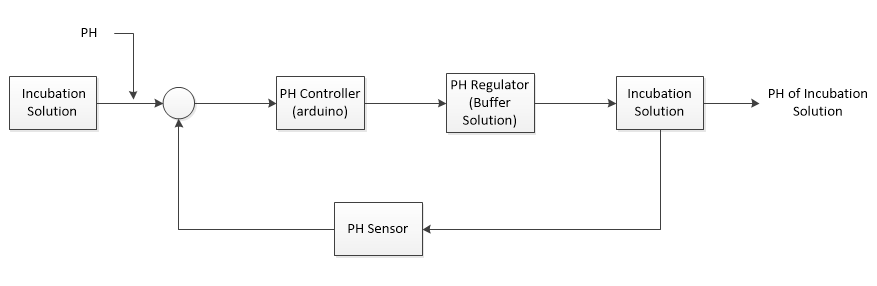 PH
Incubation
Solution
PH Controller
(arduino)
PH Regulator
(Buffer
Solution)
Incubation
Solution
PH of Incubation
Solution
PH Sensor